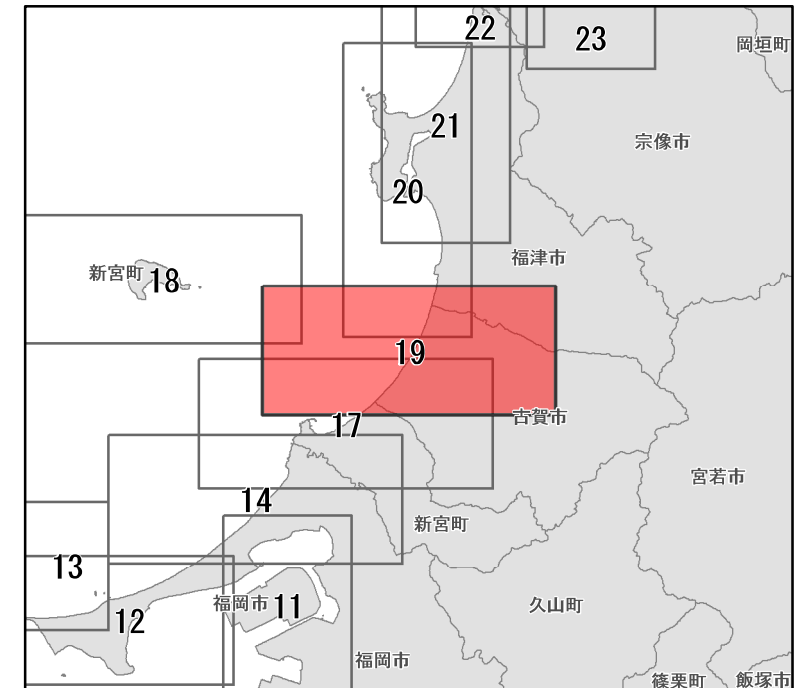 22
23
岡垣町
21
宗像市
20
福津市
新宮町
18
19
17
古賀市
宮若市
14
新宮町
13
福岡市
11
久山町
12
福岡市
篠栗町
飯塚市